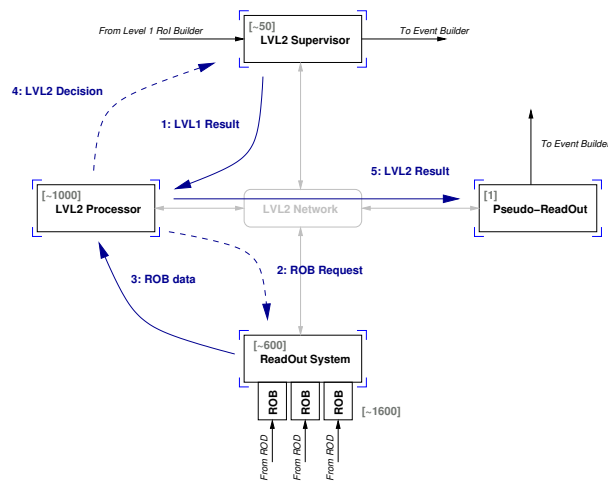 [~50]
From Level 1 RoI Builder
To Event Builder
LVL2 Supervisor
4: LVL2 Decision
1: LVL1 Result
To Event Builder
5: LVL2 Result
[~1000]
[1]
LVL2 Processor
LVL2 Network
Pseudo−ReadOut
3: ROB data
2: ROB Request
[~600]
ReadOut System
ROB
ROB
ROB
[~1600]
From ROD
From ROD
From ROD